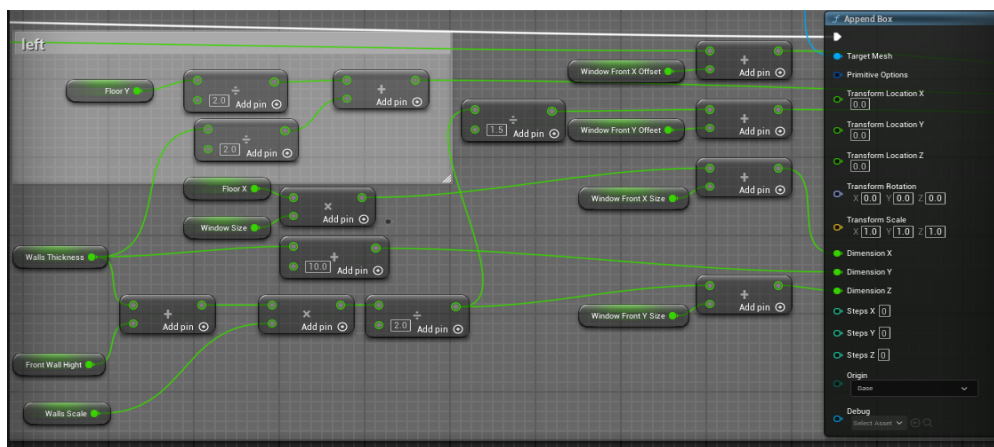 left
Floor Y
÷
2.0 Add pin
+
Add pin
÷
2.0 Add pin
Floor X
Window Size
×
Add pin
Walls Thickness
+
10.0 Add pin
+
Add pin
×
Add pin
÷
2.0 Add pin
Front Wall Hight
Walls Scale
÷
1.5 Add pin
Window Front X Offset
+
Add pin
Window Front Y Offeet
+
Add pin
Window Front X Size
+
Add pin
Window Front Y Size
+
Add pin
f Append Box
Target Mesh
Primitive Options
Transform Location X
0.0
Transform Location Y
0.0
Transform Location Z
0.0
Transform Rotation
X 0.0 Y 0.0 Z 0.0
Transform Scale
X 1.0 Y 1.0 Z 1.0
Dimension X
Dimension Y
Dimension Z
Steps X 0
Steps Y 0
Steps Z 0
Origin
Base
Debug
Select Asset